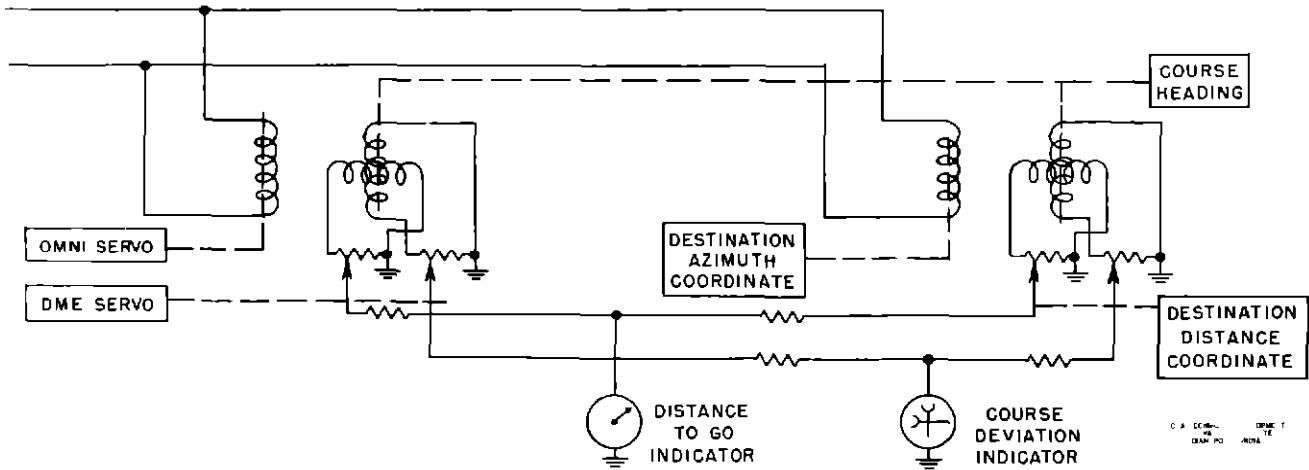 COURSE
HEADING
OMNI SERVO
DESTINATION
AZIMUTH
COORDINATE
DME SERVO
DESTINATION
DISTANCE
COORDINATE
DISTANCE
TO GO
INDICATOR
COURSE
DEVIATION
INDICATOR